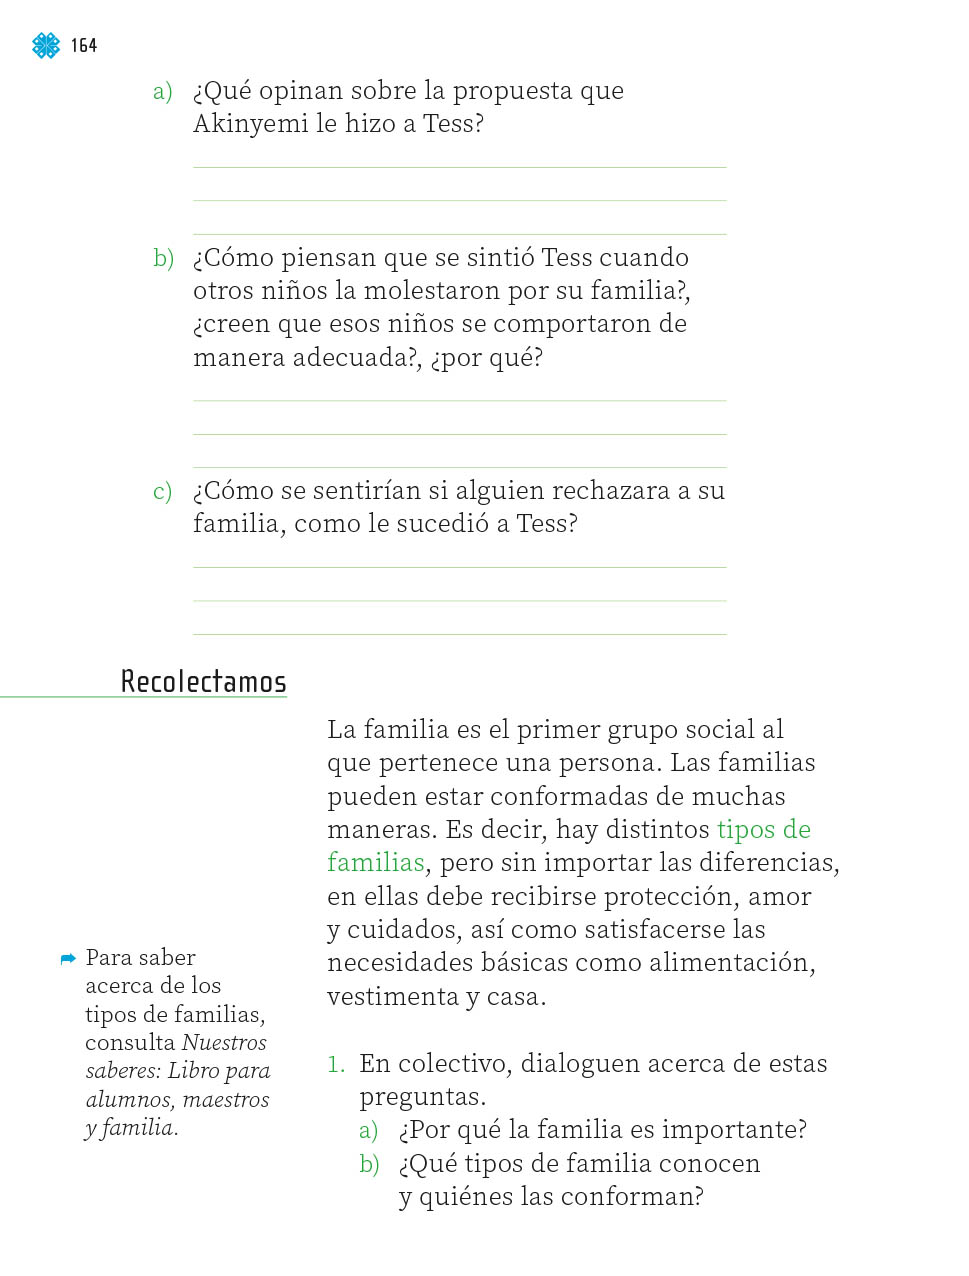 164
a) ¿Qué opinan sobre la propuesta que
Akinyemi le hizo a Tess?
b) ¿Cómo piensan que se sintió Tess cuando
otros niños la molestaron por su familia?,
¿creen que esos niños se comportaron de
manera adecuada?, ¿por qué?
c) ¿Cómo se sentirían si alguien rechazara a su
familia, como le sucedió a Tess?
Recolectamos
La familia es el primer grupo social al
que pertenece una persona. Las familias
pueden estar conformadas de muchas
maneras. Es decir, hay distintos tipos de
familias, pero sin importar las diferencias,
en ellas debe recibirse protección, amor
y cuidados, así como satisfacerse las
necesidades básicas como alimentación,
vestimenta y casa.
Para saber
acerca de los
tipos de familias,
consulta Nuestros
saberes: Libro para
alumnos, maestros
y familia.
1. En colectivo, dialoguen acerca de estas
preguntas.
a) ¿Por qué la familia es importante?
b) ¿Qué tipos de familia conocen
y quiénes las conforman?